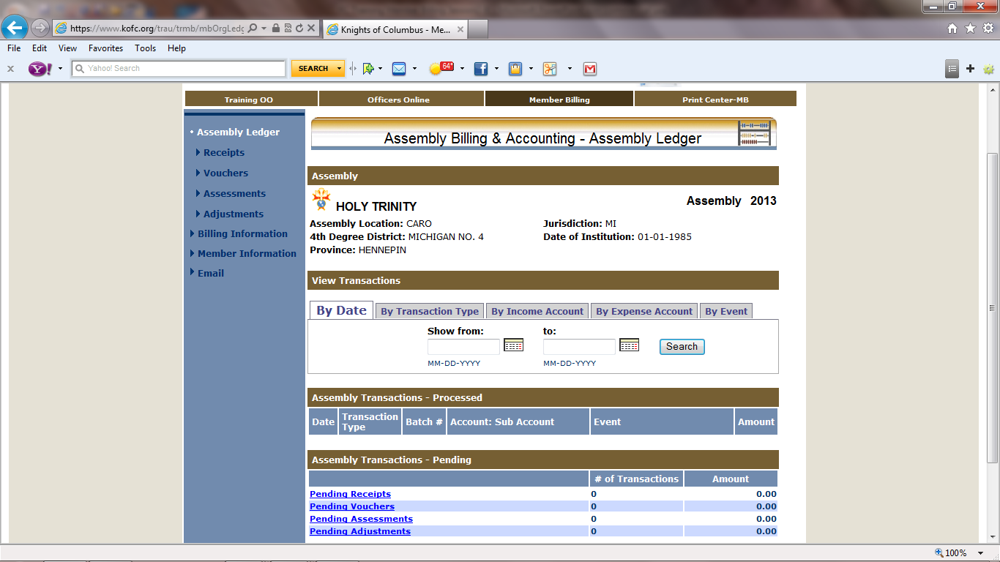 https://www.kofc.org/trau/trmb/mbOrgLedg
Knights of Columbus - Me...
File Edit View Favorites Tools Help
Yahoo! Search
SEARCH
64°
Training OO
Officers Online
Member Billing
Print Center-MB
• Assembly Ledger
Receipts
Vouchers
Assessments
Adjustments
Billing Information
Member Information
Email
Assembly Billing & Accounting - Assembly Ledger
Assembly
HOLY TRINITY
Assembly 2013
Assembly Location: CARO
Jurisdiction: MI
4th Degree District: MICHIGAN NO. 4
Date of Institution: 01-01-1985
Province: HENNEPIN
View Transactions
By Date
By Transaction Type
By Income Account
By Expense Account
By Event
Show from:
to:
Search
MM-DD-YYYY
MM-DD-YYYY
Assembly Transactions - Processed
Date
Transaction
Type
Batch #
Account: Sub Account
Event
Amount
Assembly Transactions - Pending
# of Transactions
Amount
Pending Receipts 0 0.00
Pending Vouchers 0 0.00
Pending Assessments 0 0.00
Pending Adjustments 0 0.00
100%